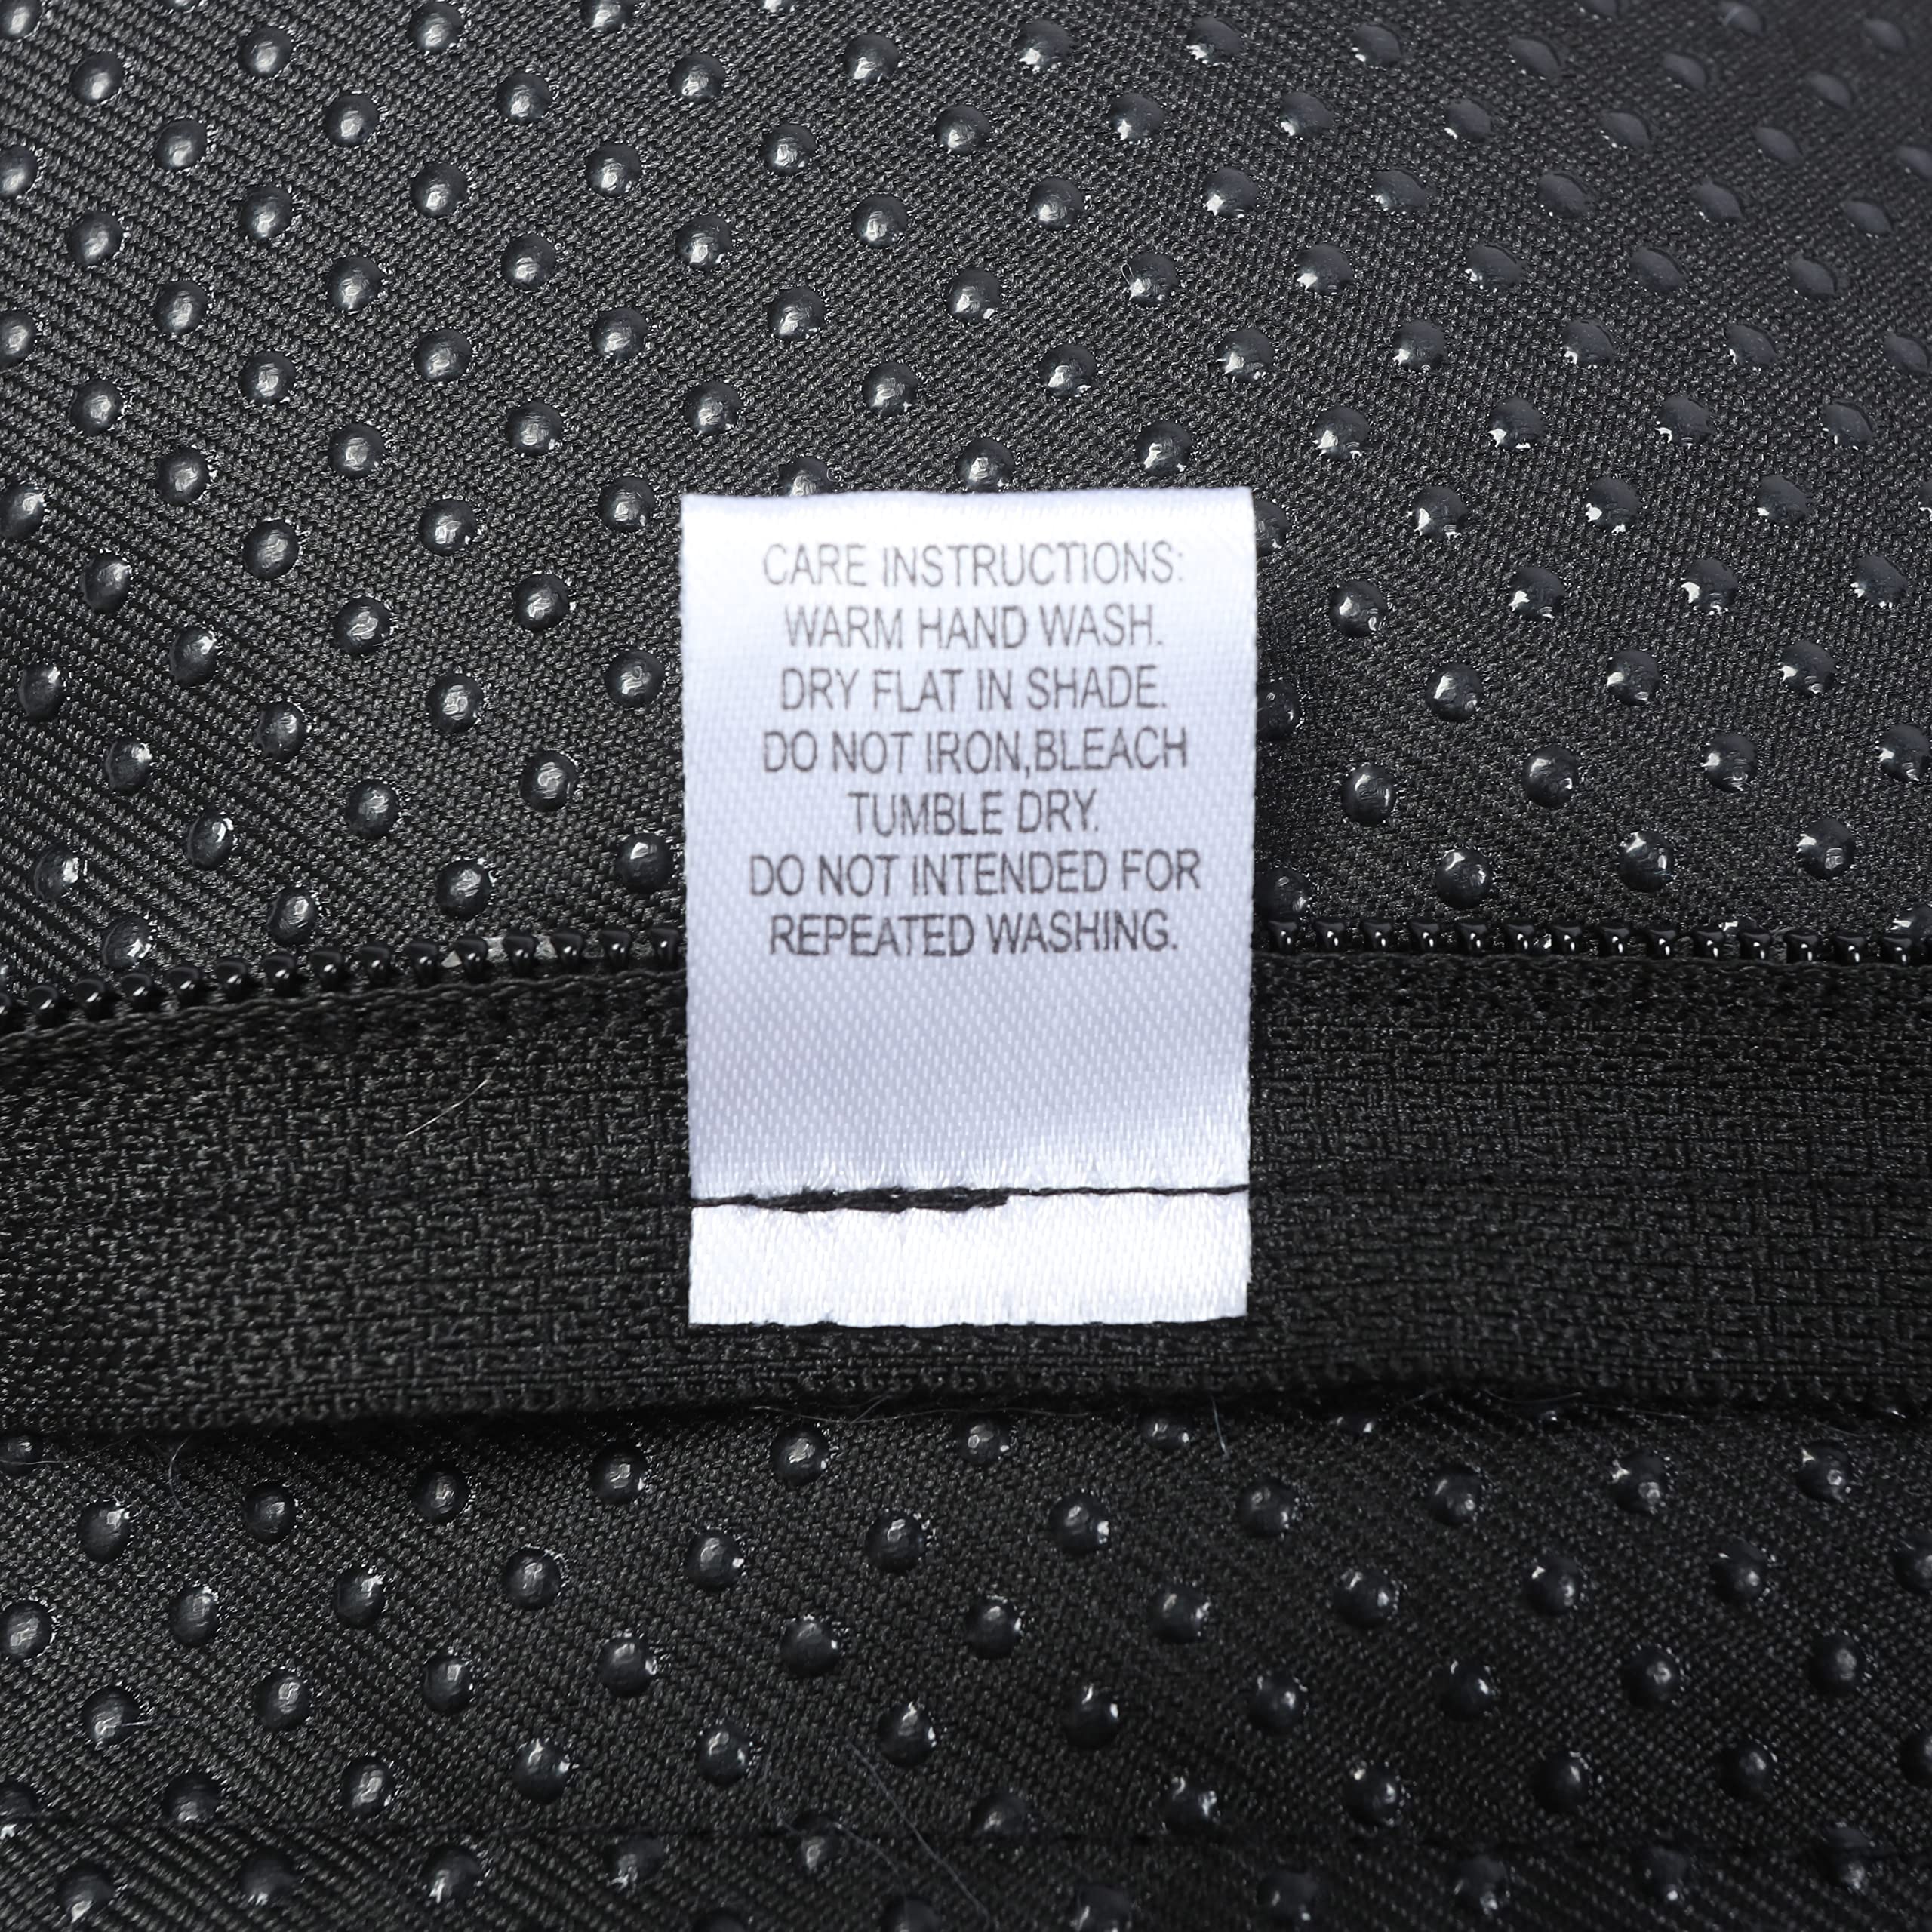 CARE INSTRUCTIONS:
WARM HAND WASH.
DRY FLAT IN SHADE.
DO NOT IRON,BLEACH
TUMBLE DRY.
DO NOT INTENDED FOR
REPEATED WASHING.